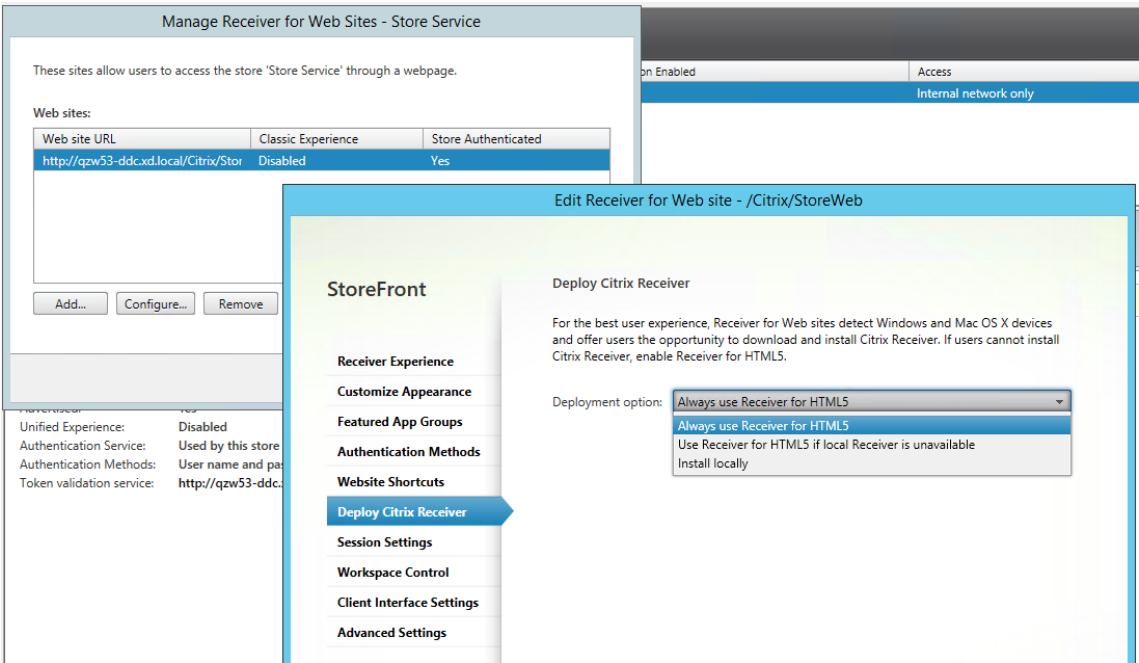 Manage Receiver for Web Sites - Store Service
These sites allow users to access the store 'Store Service' through a webpage.
Web sites:
Web site URL Classic Experience Store Authenticated
http://qzw53-ddc.xd.local/Citrix/Stor Disabled Yes
Add... Configure... Remove
on Enabled Access
Internal network only
Unified Experience: Disabled
Authentication Service: Used by this store
Authentication Methods: User name and pas
Token validation service: http://qzw53-ddc.
Edit Receiver for Web site - /Citrix/StoreWeb
StoreFront
Receiver Experience
Customize Appearance
Featured App Groups
Authentication Methods
Website Shortcuts
Deploy Citrix Receiver
Session Settings
Workspace Control
Client Interface Settings
Advanced Settings
Deploy Citrix Receiver
For the best user experience, Receiver for Web sites detect Windows and Mac OS X devices
and offer users the opportunity to download and install Citrix Receiver. If users cannot install
Citrix Receiver, enable Receiver for HTML5.
Deployment option: Always use Receiver for HTML5
Always use Receiver for HTML5
Use Receiver for HTML5 if local Receiver is unavailable
Install locally